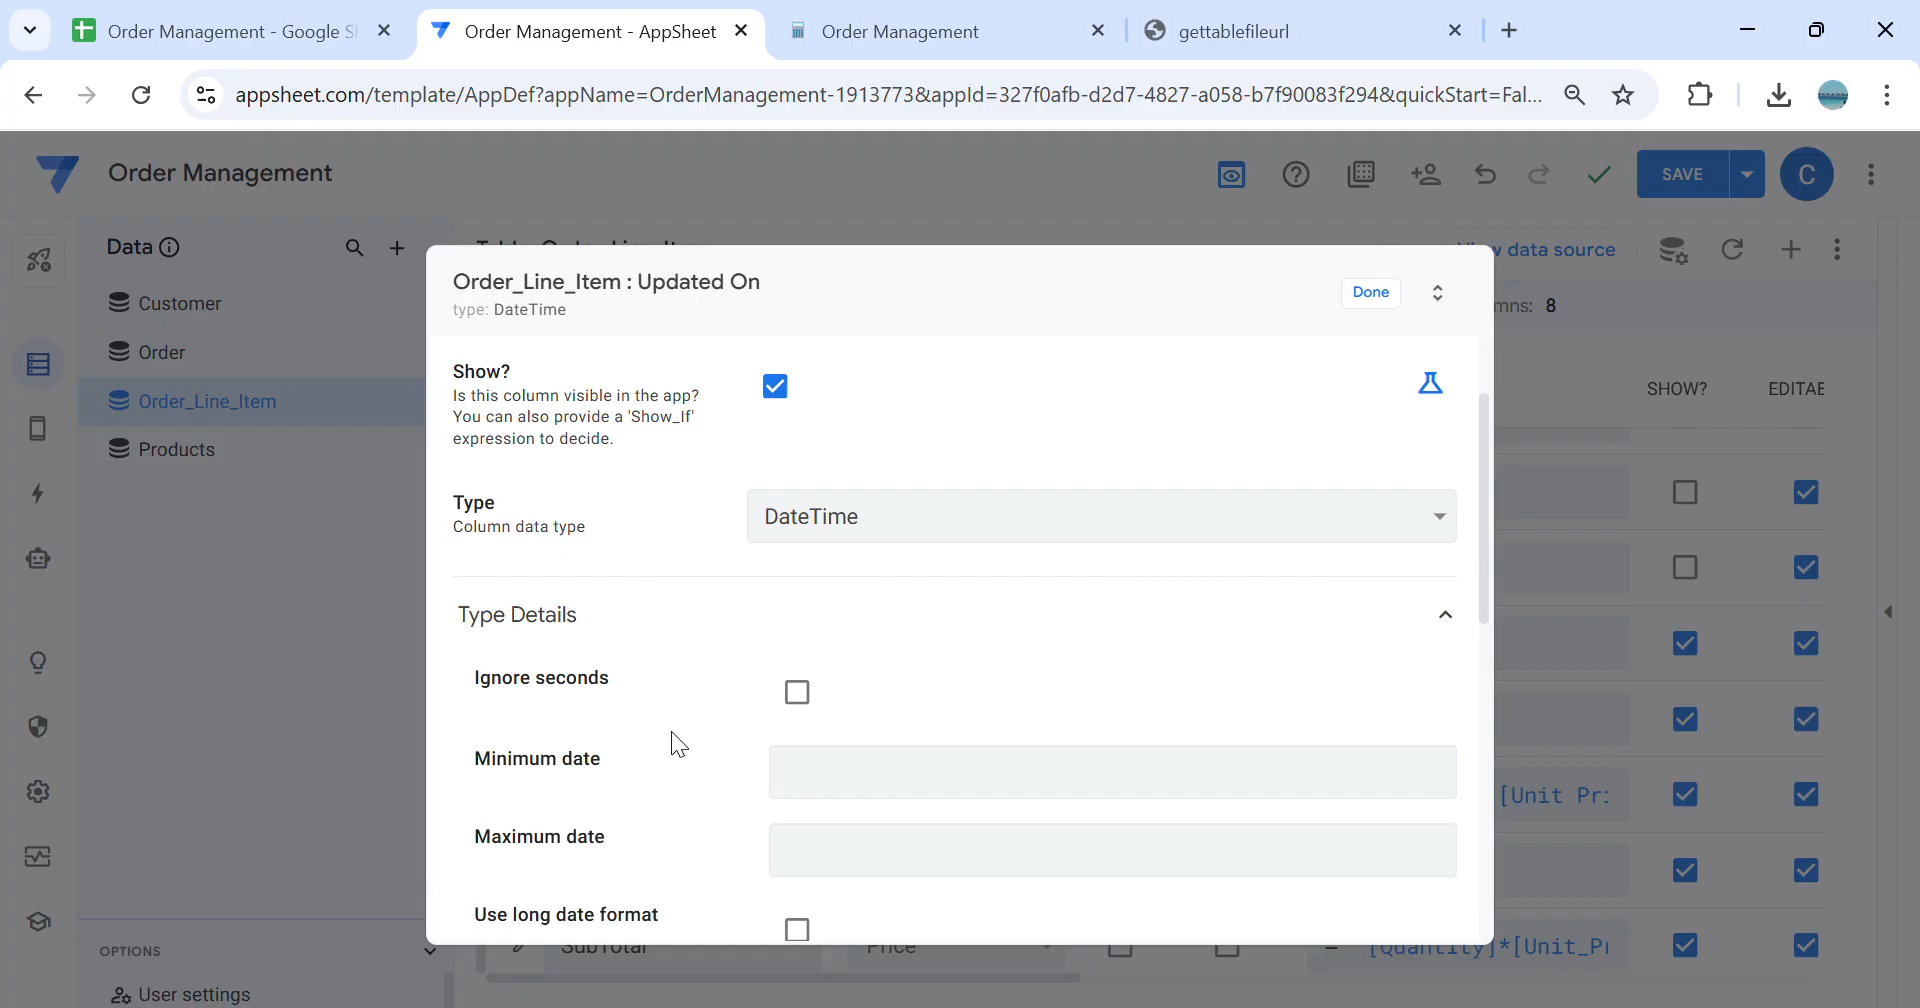 Order Management - Google S
Order Management - AppSheet
Order Management
gettablefileurl
appsheet.com/template/AppDef?appName=OrderManagement-1913773&appId=327f0afb-d2d7-4827-a058-b7f90083f294&quickStart=Fal...
Order Management
SAVE
C
Data
Customer
Order
Order_Line_Item
Products
OPTIONS
User settings
data source
mns: 8
SHOW?
EDITAE
Order_Line_Item : Updated On
type: DateTime
Done
Show?
Is this column visible in the app?
You can also provide a 'Show_If'
expression to decide.
Type
Column data type
DateTime
Type Details
Ignore seconds
Minimum date
Maximum date
Use long date format
[Unit Pr:
SubTotal
Price
=
[Quantity]*[Unit_Pr